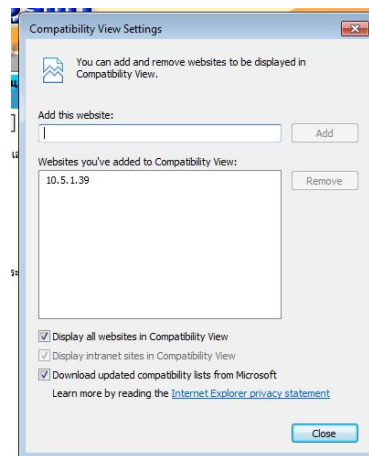 Compatibility View Settings
You can add and remove websites to be displayed in
Compatibility View.
Add this website:
Add
Websites you've added to Compatibility View:
10.5.1.39
Remove
Display all websites in Compatibility View
Display intranet sites in Compatibility View
Download updated compatibility lists from Microsoft
Learn more by reading the Internet Explorer privacy statement
Close